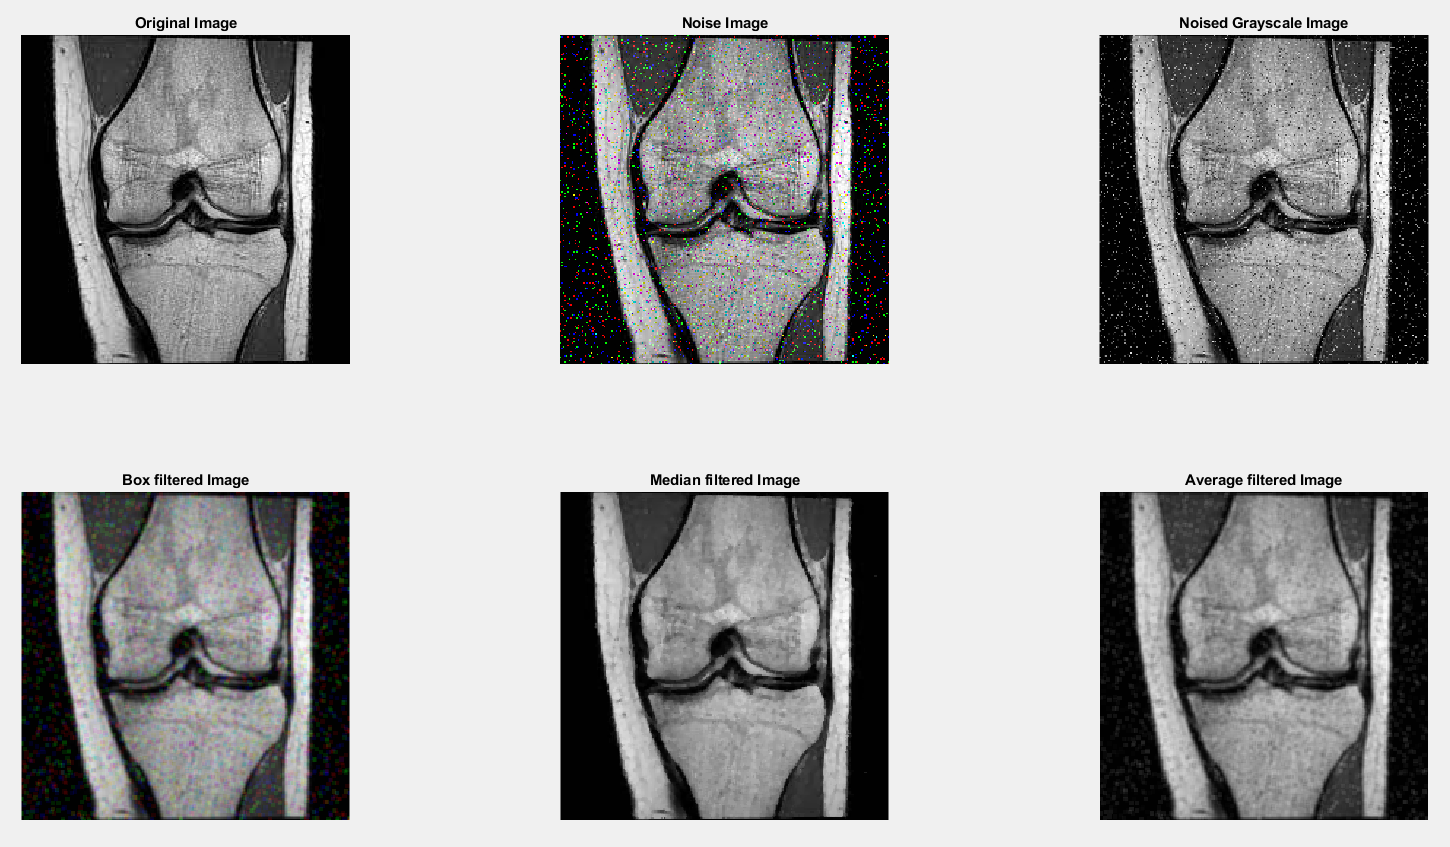 Original Image
Noise Image
Noised Grayscale Image
Box filtered Image
Median filtered Image
Average filtered Image